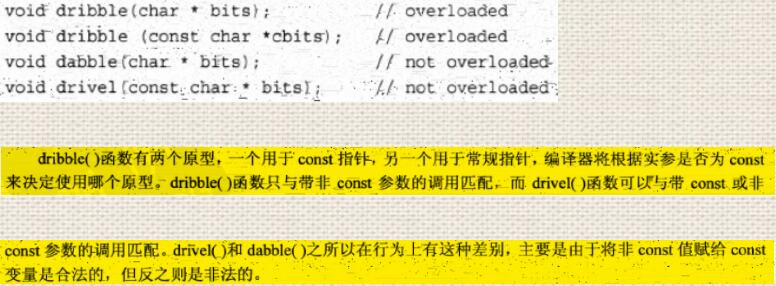 void dribble(char * bits); // overloaded
void dribble (const char *cbits); // overloaded
void dabble(char * bits); // not overloaded
void drivel(const char * bits); // not overloaded
dribble( )函数有两个原型，一个用于 const 指针，另一个用于常规指针，编译器将根据实参是否为 const
来决定使用哪个原型。dribble( )函数只与带非 const 参数的调用匹配，而 drivel( )函数可以与带 const 或非
const 参数的调用匹配。drivel( )和 dabble( )之所以在行为上有这种差别，主要是由于将非 const 值赋给 const
变量是合法的，但反之则是非法的。